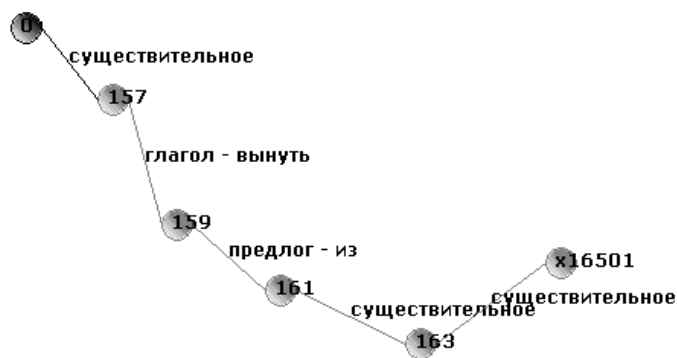 0
существительное
157
глагол - вынуть
159
предлог - из
161
существительное
163
существительное
x16501